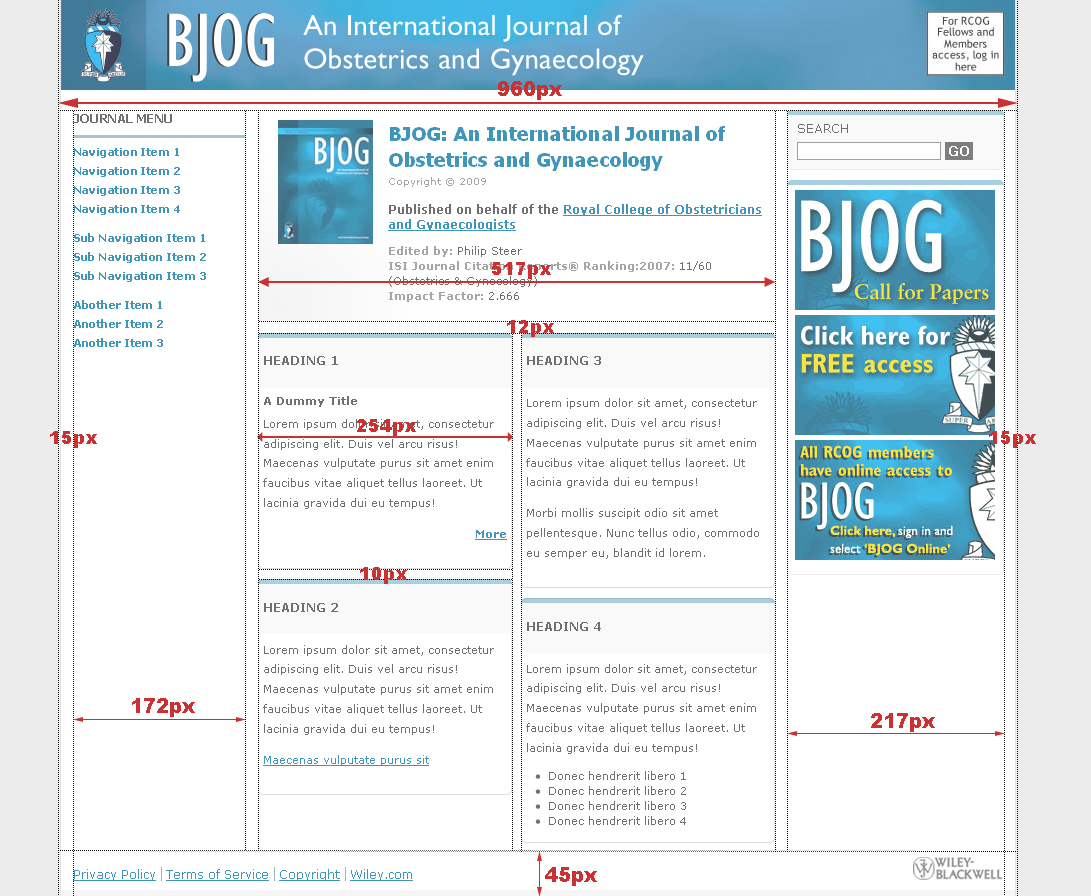 BJOG
An International Journal of
Obstetrics and Gynaecology
For RCOG
Fellows and
Members
access, log in
here
960px
JOURNAL MENU
Navigation Item 1
Navigation Item 2
Navigation Item 3
Navigation Item 4
Sub Navigation Item 1
Sub Navigation Item 2
Sub Navigation Item 3
Abother Item 1
Another Item 2
Another Item 3
15px
172px
BJOG
BJOG: An International Journal of
Obstetrics and Gynaecology
Copyright © 2009
Published on behalf of the Royal College of Obstetricians
and Gynaecologists
Edited by: Philip Steer
ISI Journal Citation Reports® Ranking:2007: 11/60
(Obstetrics & Gynecology)
Impact Factor: 2.666
517px
12px
HEADING 1
A Dummy Title
Lorem ipsum dolor sit amet, consectetur
adipiscing elit. Duis vel arcu risus!
Maecenas vulputate purus sit amet enim
faucibus vitae aliquet tellus laoreet. Ut
lacinia gravida dui eu tempus!
More
254px
10px
HEADING 2
Lorem ipsum dolor sit amet, consectetur
adipiscing elit. Duis vel arcu risus!
Maecenas vulputate purus sit amet enim
faucibus vitae aliquet tellus laoreet. Ut
lacinia gravida dui eu tempus!
Maecenas vulputate purus sit
HEADING 3
Lorem ipsum dolor sit amet, consectetur
adipiscing elit. Duis vel arcu risus!
Maecenas vulputate purus sit amet enim
faucibus vitae aliquet tellus laoreet. Ut
lacinia gravida dui eu tempus!
Morbi mollis suscipit odio sit amet
pellentesque. Nunc tellus odio, commodo
eu semper eu, blandit id lorem.
HEADING 4
Lorem ipsum dolor sit amet, consectetur
adipiscing elit. Duis vel arcu risus!
Maecenas vulputate purus sit amet enim
faucibus vitae aliquet tellus laoreet. Ut
lacinia gravida dui eu tempus!
• Donec hendrerit libero 1
• Donec hendrerit libero 2
• Donec hendrerit libero 3
• Donec hendrerit libero 4
SEARCH
GO
BJOG
Call for Papers
Click here for
FREE access
All RCOG members
have online access to
BJOG
Click here, sign in and
select 'BJOG Online'
15px
217px
Privacy Policy | Terms of Service | Copyright | Wiley.com
45px
WILEY-
BLACKWELL